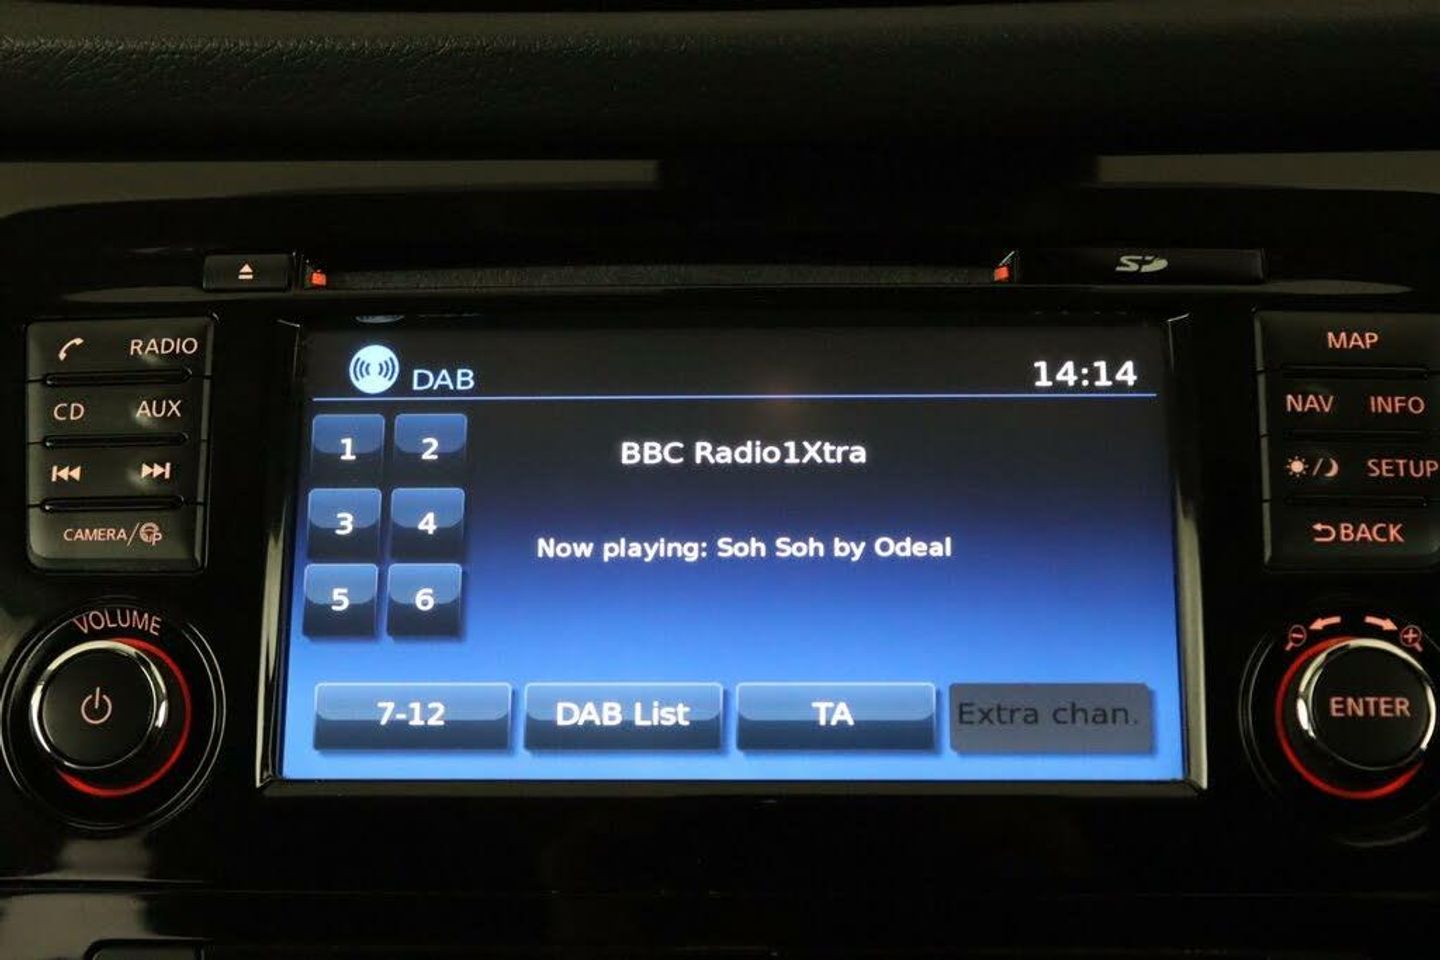 SD
RADIO
CD AUX
CAMERA/
VOLUME
DAB
14:14
1 2
3 4
5 6
BBC Radio1Xtra
Now playing: Soh Soh by Odeal
7-12
DAB List
TA
Extra chan.
MAP
NAV INFO
SETUP
BACK
ENTER